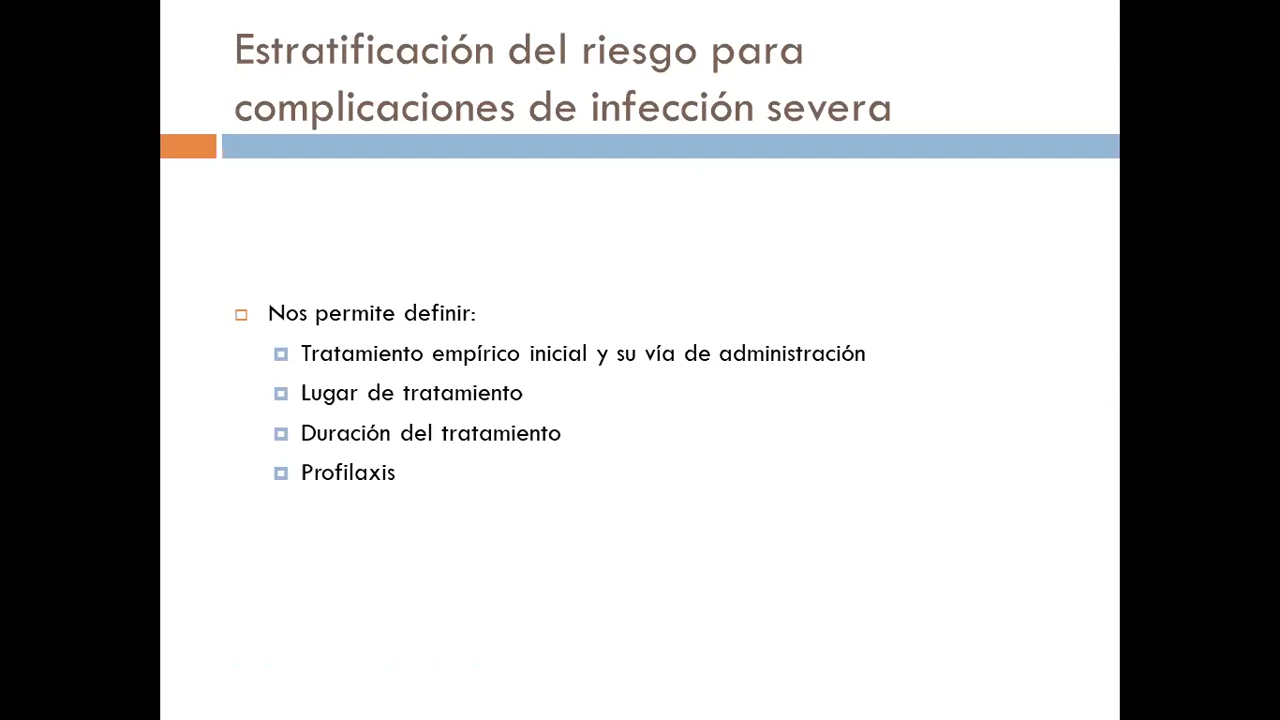 Estratificación del riesgo para
complicaciones de infección severa
Nos permite definir:
Tratamiento empírico inicial y su vía de administración
Lugar de tratamiento
Duración del tratamiento
Profilaxis